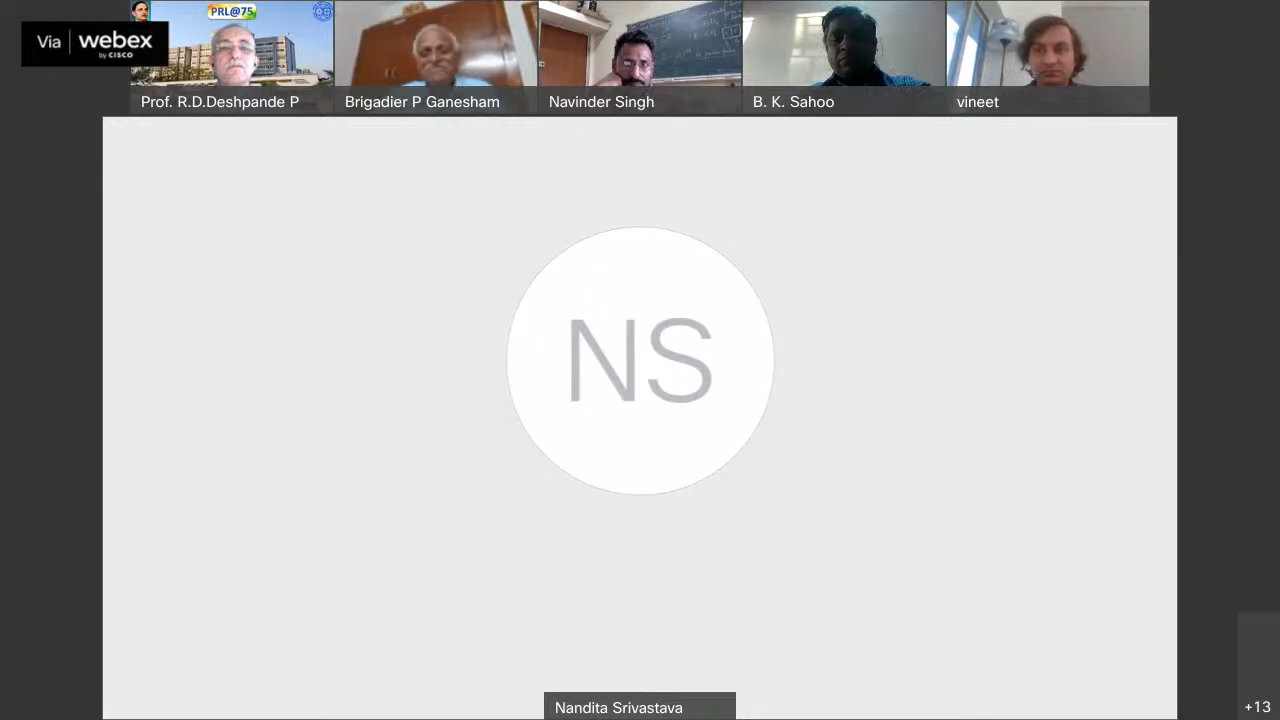 PRL@75
Via webex
by CISCO
Prof. R.D.Deshpande P
Brigadier P Ganesham
Navinder Singh
B. K. Sahoo
vineet
NS
Nandita Srivastava
+13